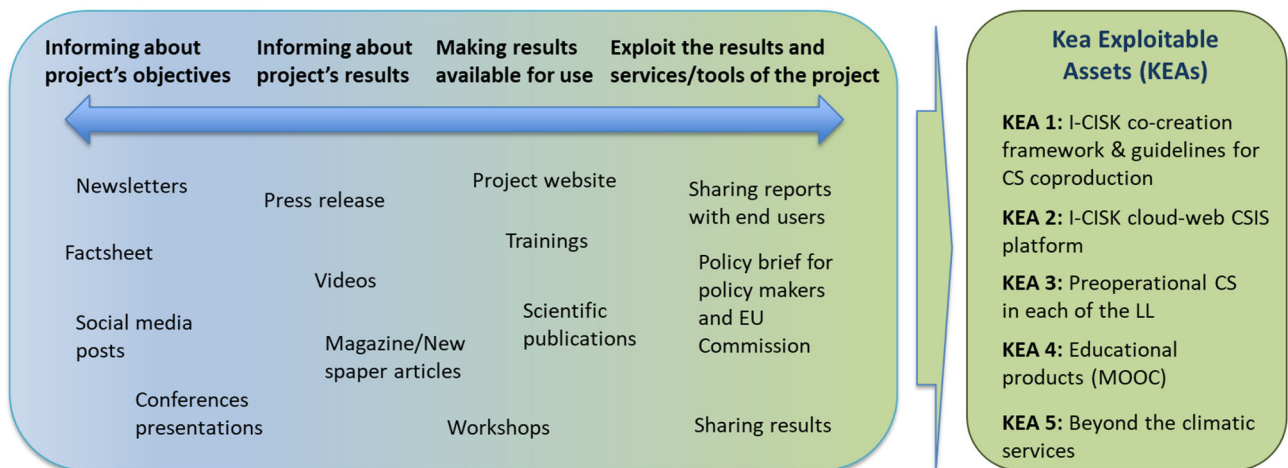 Informing about
project's objectives
Informing about
project's results
Making results
available for use
Exploit the results and
services/tools of the project
Newsletters
Factsheet
Social media
posts
Conferences
presentations
Press release
Videos
Magazine/New
spaper articles
Project website
Trainings
Scientific
publications
Workshops
Sharing reports
with end users
Policy brief for
policy makers
and EU
Commission
Sharing results
Kea Exploitable
Assets (KEAs)
KEA 1: I-CISK co-creation
framework & guidelines for
CS coproduction
KEA 2: I-CISK cloud-web CSIS
platform
KEA 3: Preoperational CS
in each of the LL
KEA 4: Educational
products (MOOC)
KEA 5: Beyond the climatic
services